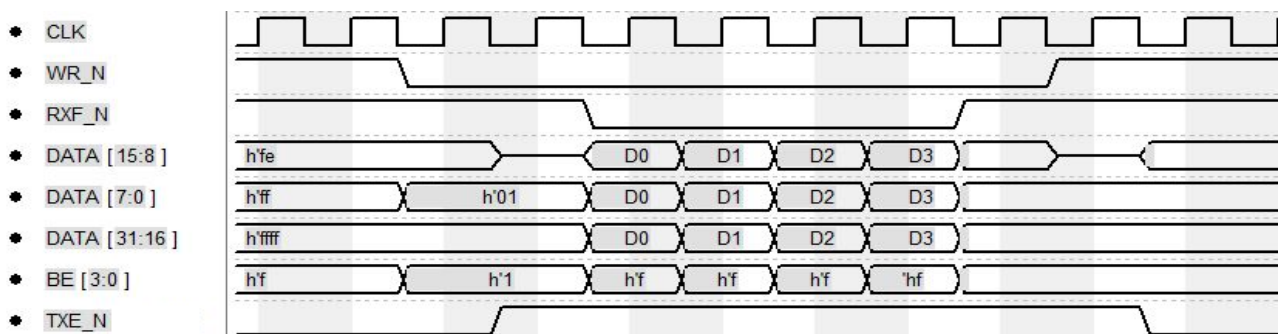 CLK
WR_N
RXF_N
DATA [15:8] h'fe D0 D1 D2 D3
DATA [7:0] h'ff h'01 D0 D1 D2 D3
DATA [31:16] h'ffff D0 D1 D2 D3
BE [3:0] h'f h'1 h'f h'f h'f 'hf
TXE_N